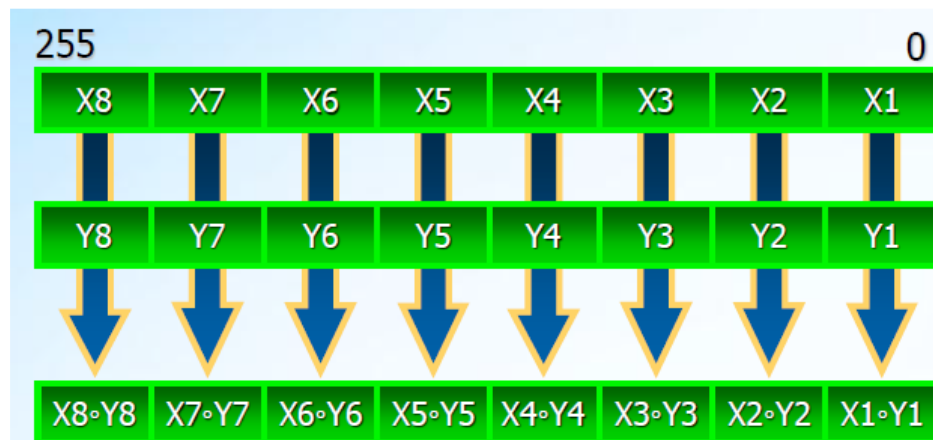 255 0
X8 X7 X6 X5 X4 X3 X2 X1
Y8 Y7 Y6 Y5 Y4 Y3 Y2 Y1
X8∘Y8 X7∘Y7 X6∘Y6 X5∘Y5 X4∘Y4 X3∘Y3 X2∘Y2 X1∘Y1